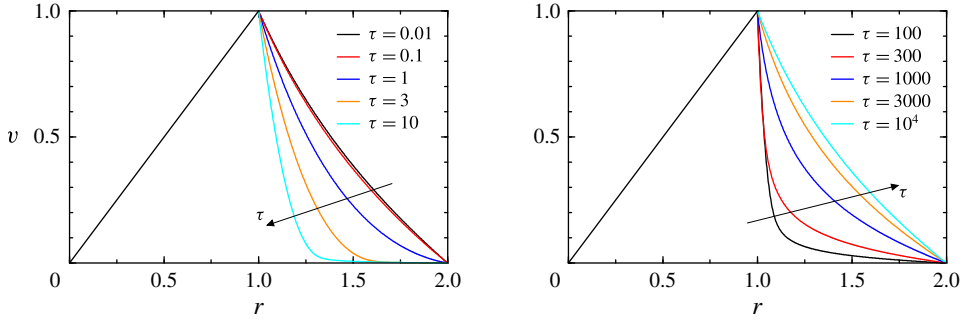 1.0
0.5
v
0
0.5
1.0
1.5
2.0
r
τ = 0.01
τ = 0.1
τ = 1
τ = 3
τ = 10
τ
1.0
0.5
0
0.5
1.0
1.5
2.0
r
τ = 100
τ = 300
τ = 1000
τ = 3000
τ = 10⁴
τ